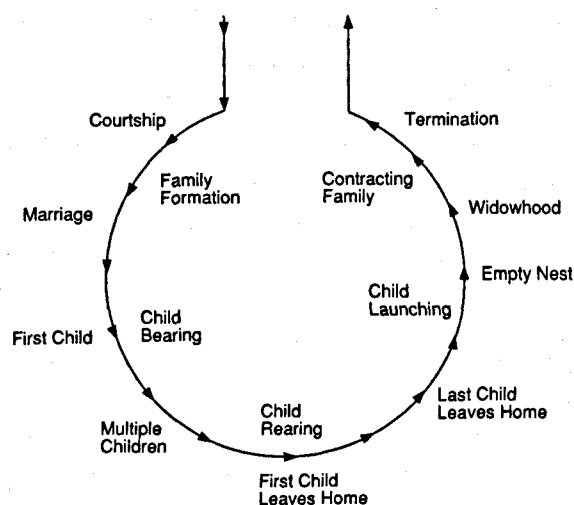 Courtship
Termination
Family
Formation
Contracting
Family
Marriage
Widowhood
Empty Nest
Child
Launching
Child
Bearing
First Child
Last Child
Leaves Home
Child
Rearing
Multiple
Children
First Child
Leaves Home